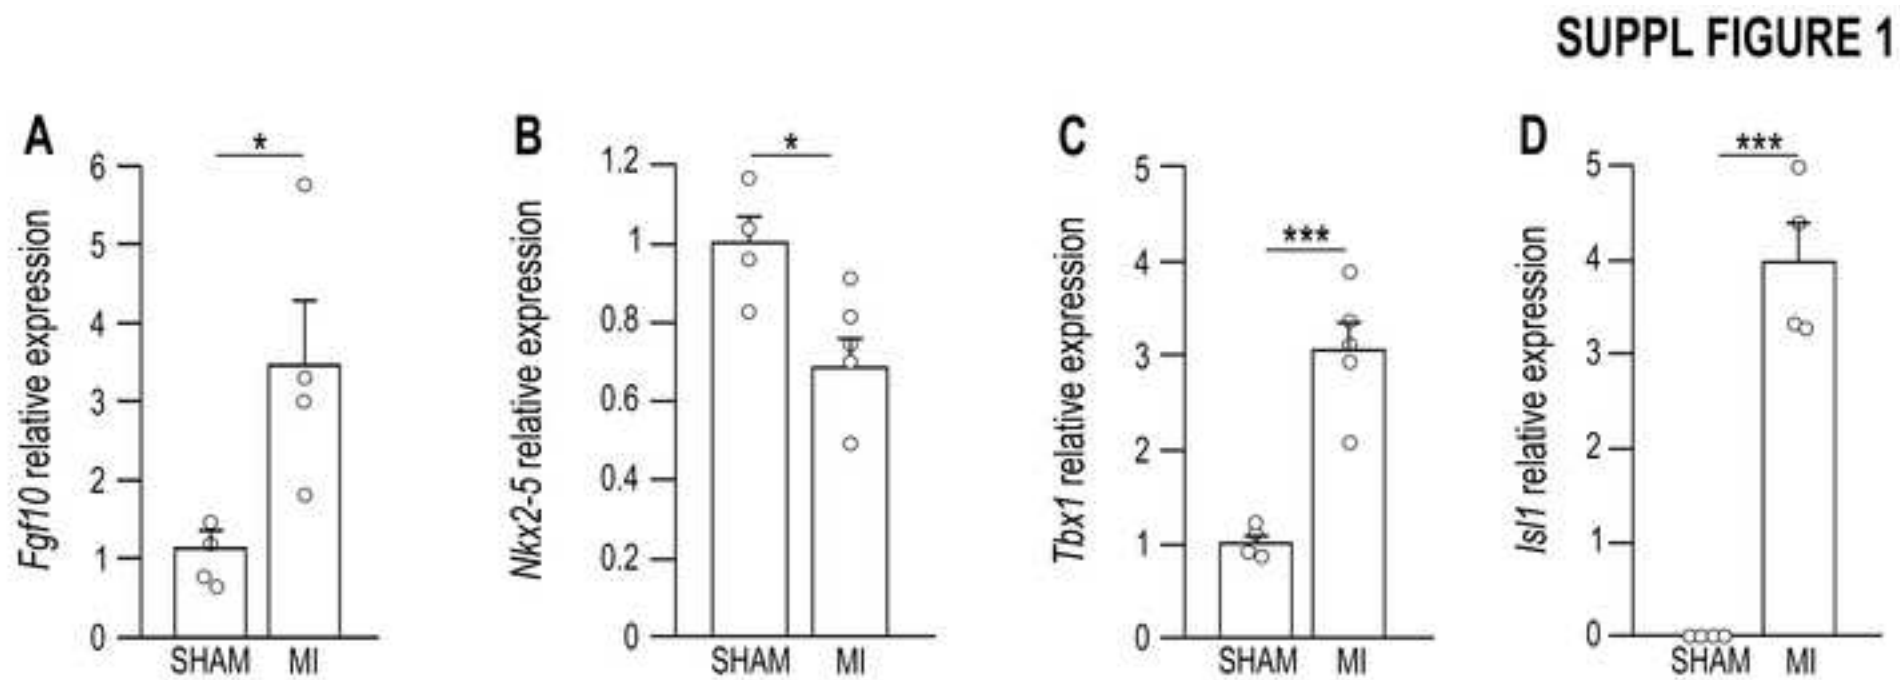 SUPPL FIGURE 1
A
*
Fgf10 relative expression
6
5
4
3
2
1
0
SHAM MI
B
*
Nkx2-5 relative expression
1.2
1
0.8
0.6
0.4
0.2
0
SHAM MI
C
***
Tbx1 relative expression
5
4
3
2
1
0
SHAM MI
D
***
Isl1 relative expression
5
4
3
2
1
0
SHAM MI